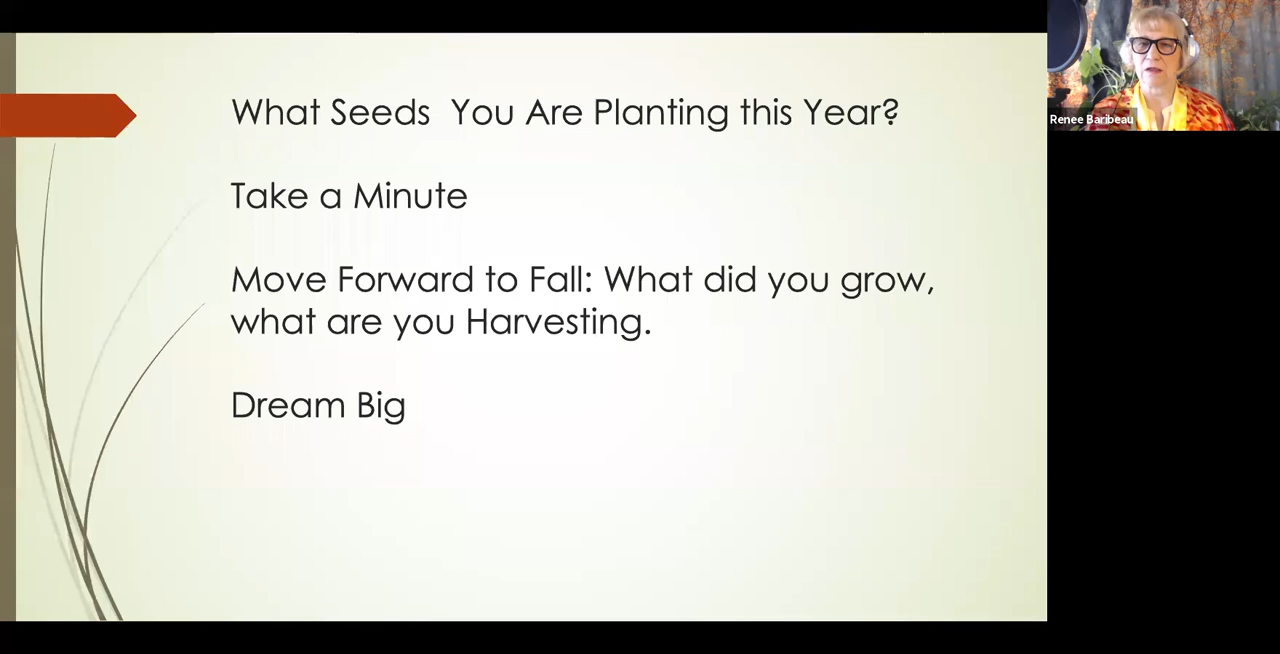 What Seeds  You Are Planting this Year?
Take a Minute
Move Forward to Fall: What did you grow,
what are you Harvesting.
Dream Big
Renee Baribeau